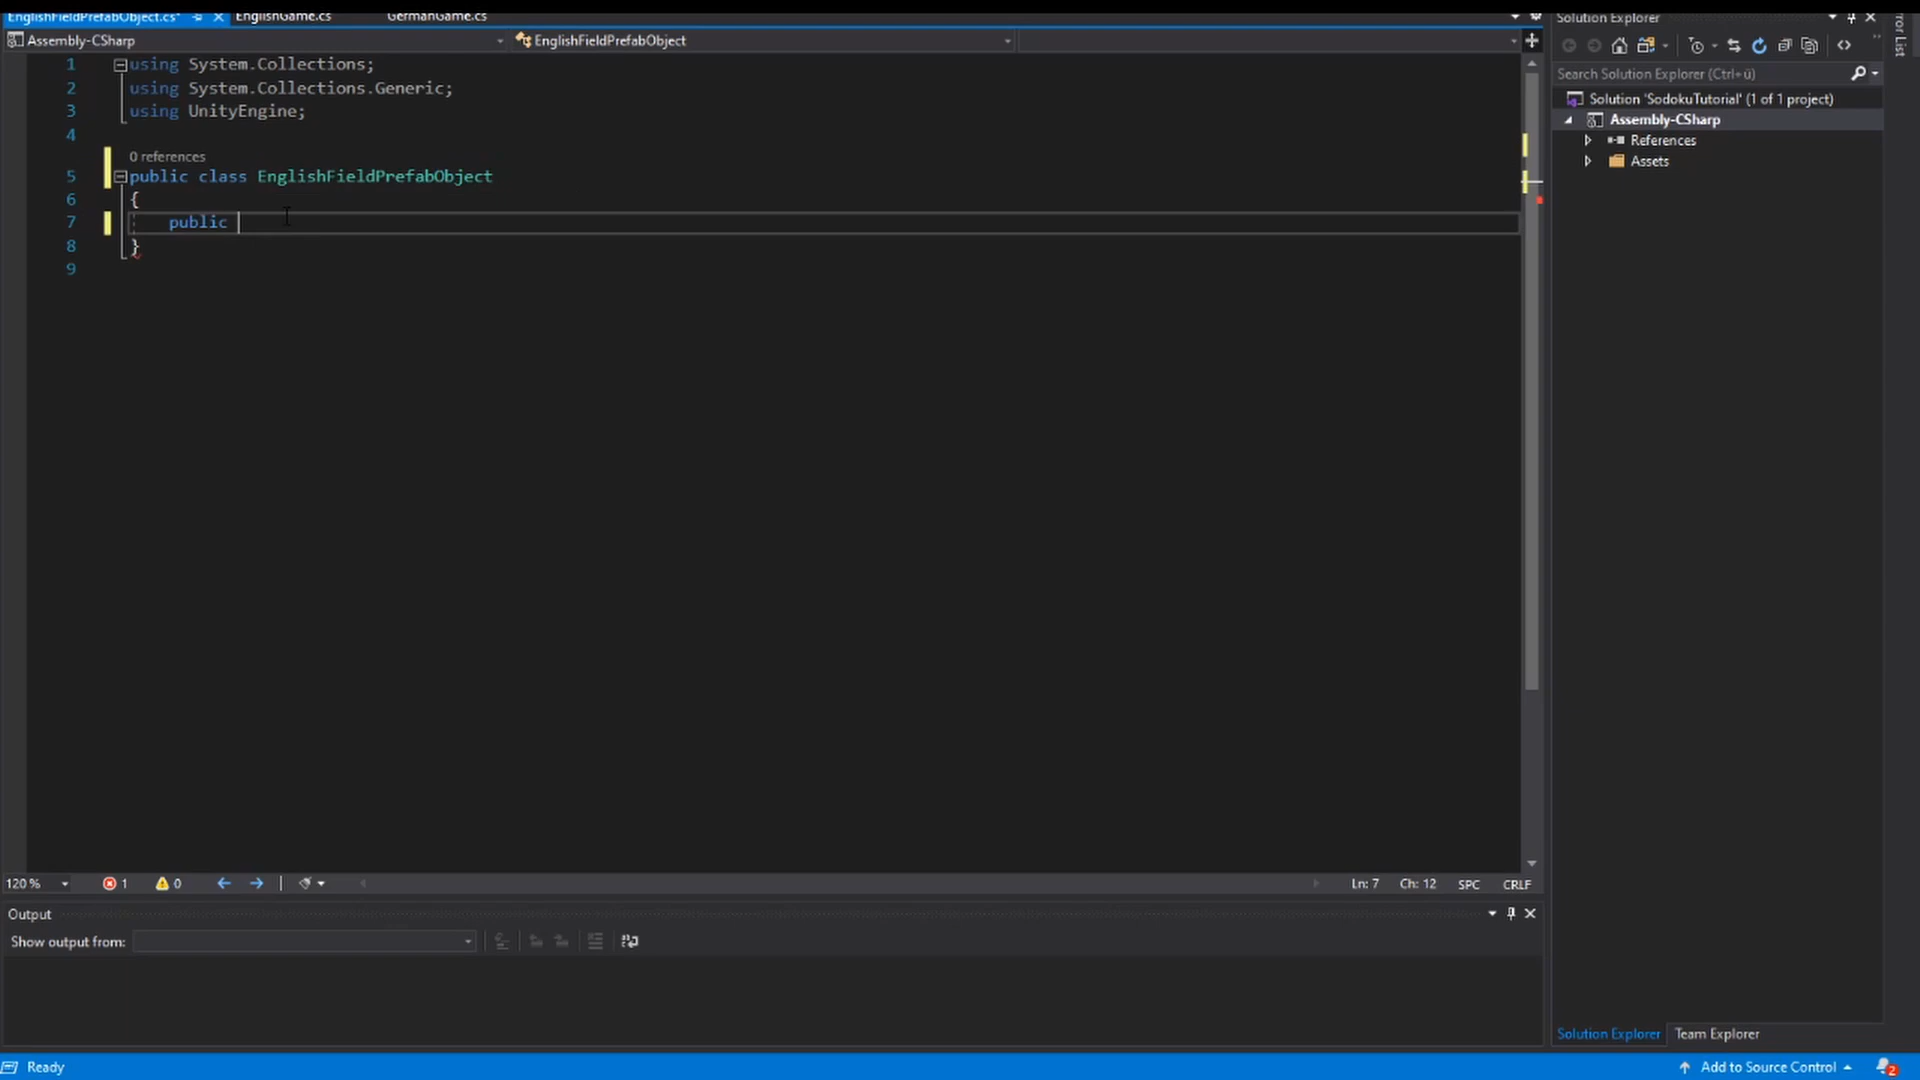 EnglishFieldPrefabObject.cs*
EnglishGame.cs
GermanGame.cs
Assembly-CSharp
EnglishFieldPrefabObject
1 using System.Collections;
2 using System.Collections.Generic;
3 using UnityEngine;
4
0 references
5 public class EnglishFieldPrefabObject
6 {
7 public
8 }
9
120 %
1
0
Ln: 7
Ch: 12
SPC
CRLF
Output
Show output from:
Solution Explorer
Search Solution Explorer (Ctrl+ü)
Solution 'SodokuTutorial' (1 of 1 project)
Assembly-CSharp
References
Assets
Solution Explorer
Team Explorer
Error List
Ready
Add to Source Control
2